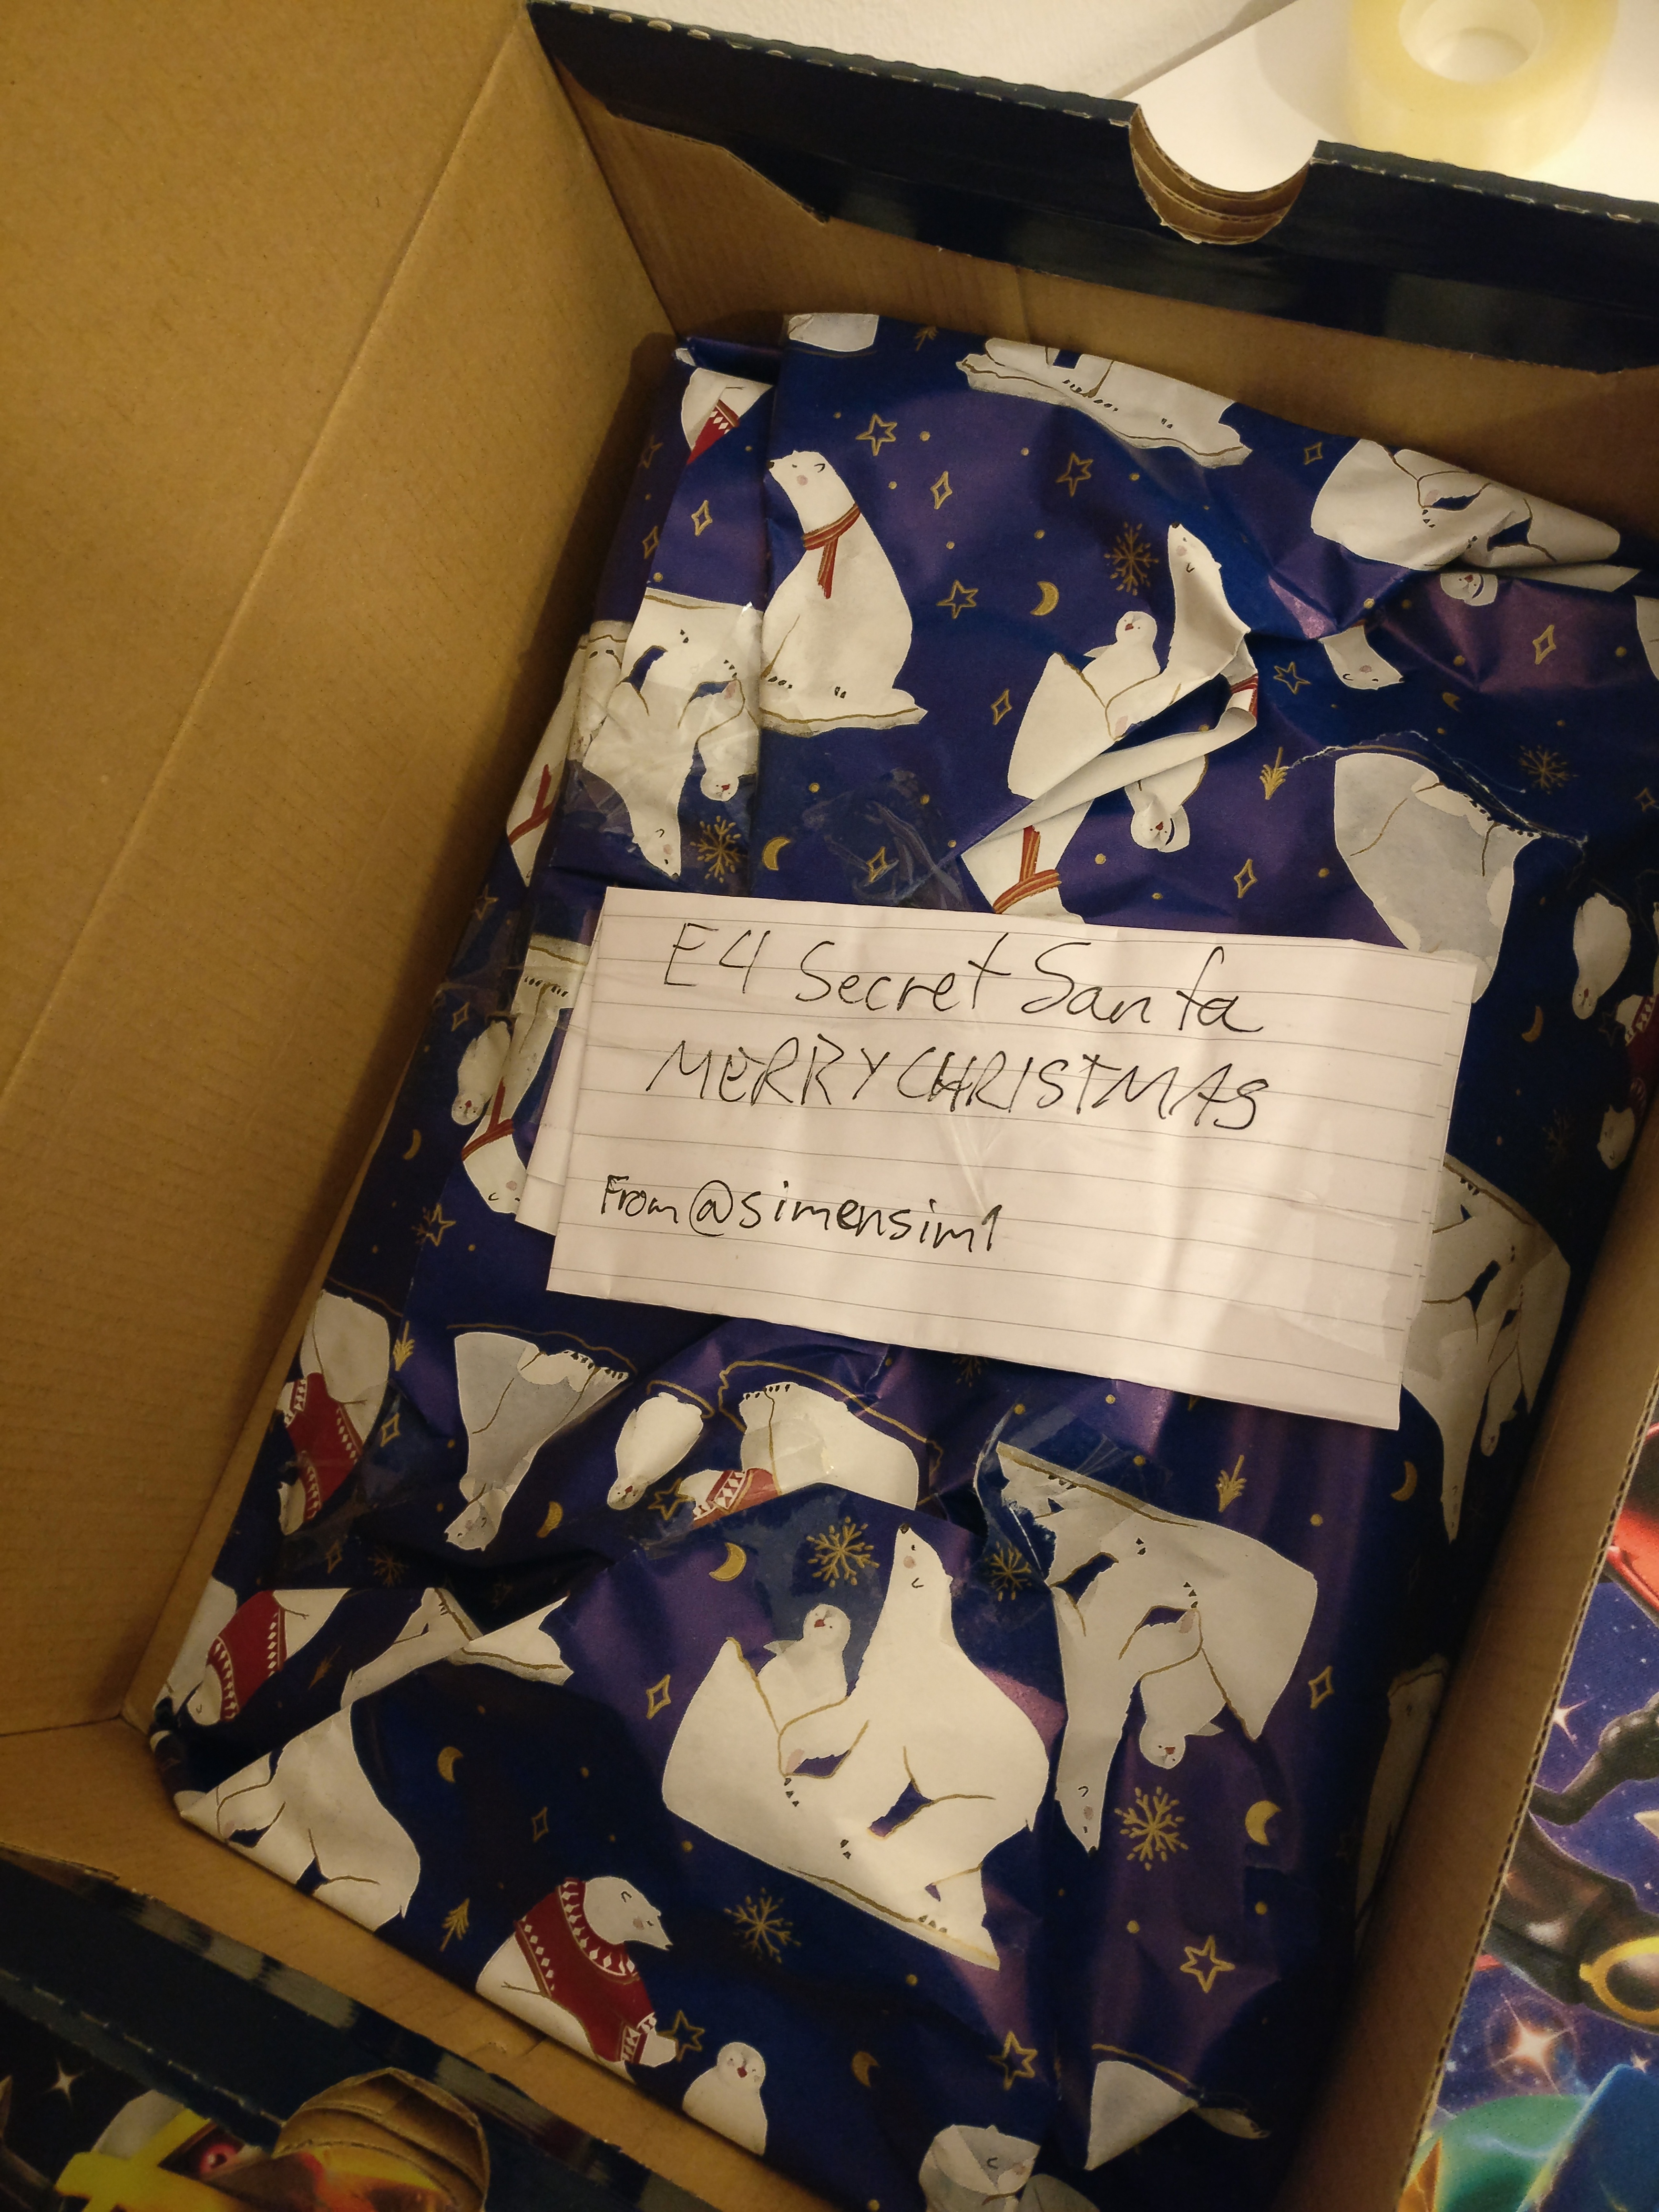 E4 Secret Santa
MERRY CHRISTMAS
From @simensim1